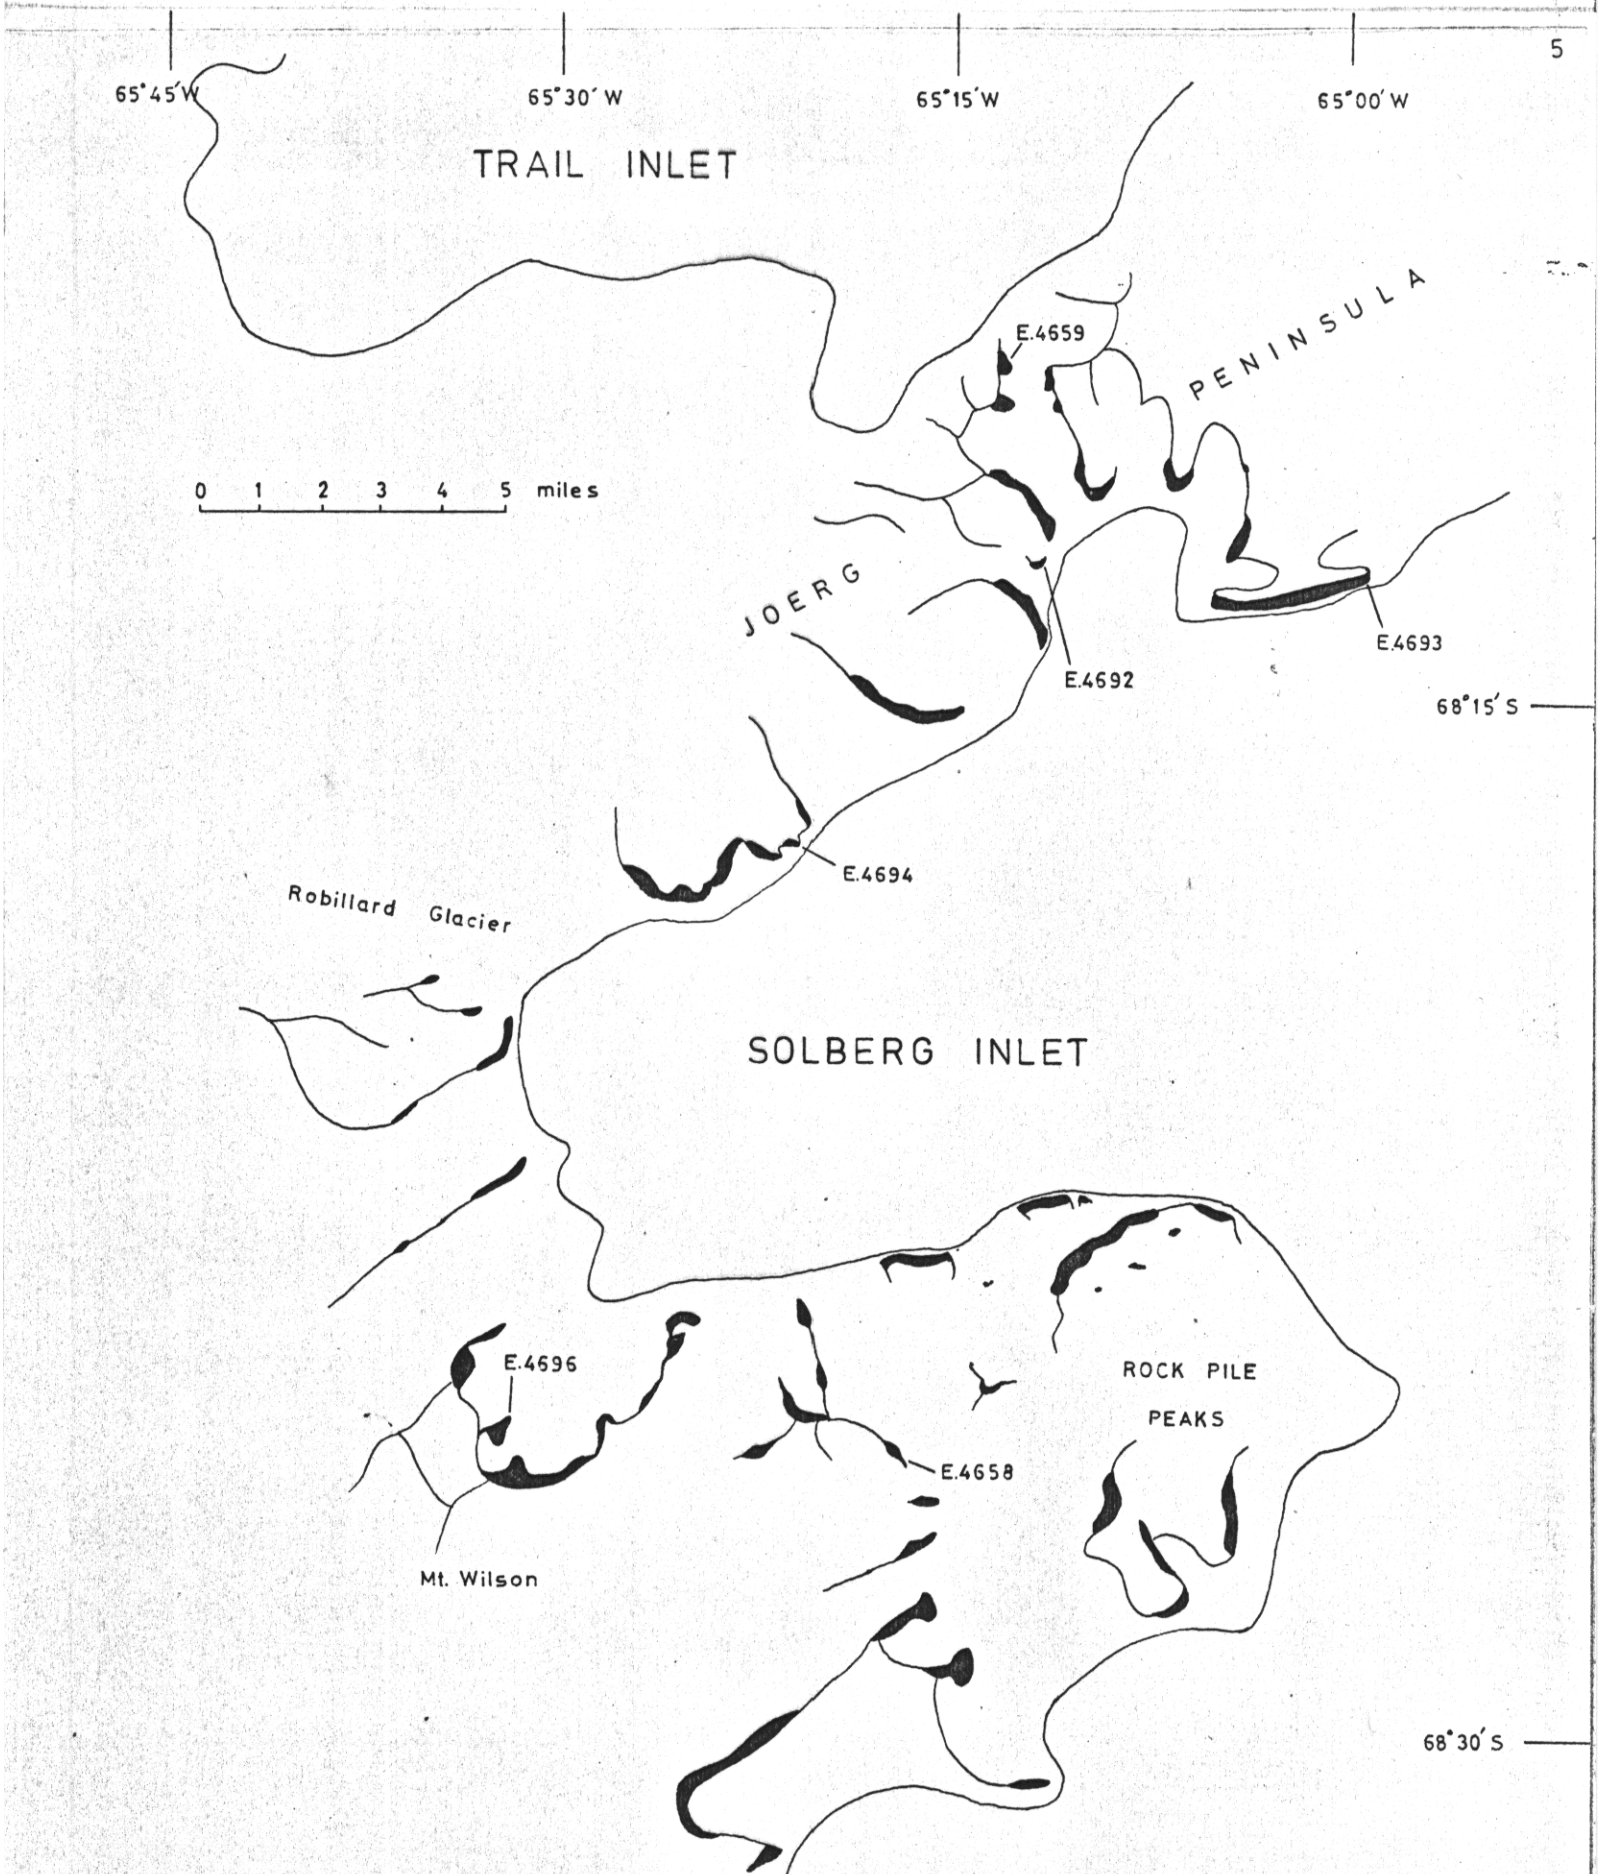 5
65°45'W 65°30'W 65°15'W 65°00'W
TRAIL INLET
E.4659
PENINSULA
0 1 2 3 4 5 miles
JOERG
E.4693
E.4692
68°15'S
E.4694
Robillard Glacier
SOLBERG INLET
E.4696
ROCK PILE
PEAKS
E.4658
Mt. Wilson
68°30'S